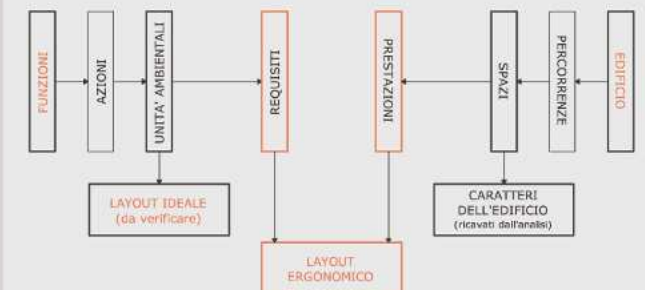 FUNZIONI
AZIONI
UNITA' AMBIENTALI
REQUISITI
PRESTAZIONI
SPAZI
PERCORRENZE
EDIFICIO
LAYOUT IDEALE
(da verificare)
CARATTERI
DELL'EDIFICIO
(ricavati dall'analisi)
LAYOUT
ERGONOMICO